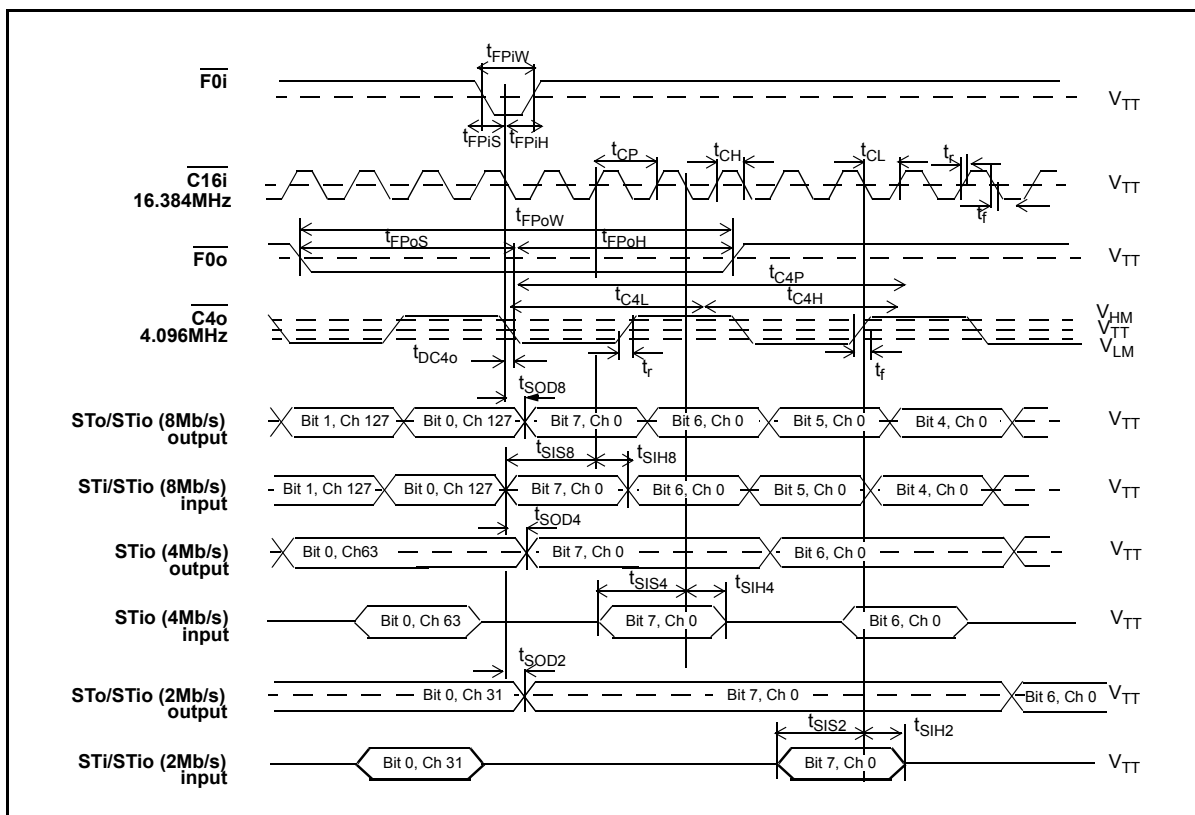 tFPiW
F0i
VTT
tFPiS tFPiH
tCP tCH tCL tr
C16i
16.384MHz
VTT
tf
tFPoW
tFPoS tFPoH
F0o
VTT
tC4P
tC4L tC4H
C4o
4.096MHz
VHM
VTT
VLM
tDC4o tr tf
tSOD8
STo/STio (8Mb/s)
output
Bit 1, Ch 127 Bit 0, Ch 127 Bit 7, Ch 0 Bit 6, Ch 0 Bit 5, Ch 0 Bit 4, Ch 0
VTT
tSIS8 tSIH8
STi/STio (8Mb/s)
input
Bit 1, Ch 127 Bit 0, Ch 127 Bit 7, Ch 0 Bit 6, Ch 0 Bit 5, Ch 0 Bit 4, Ch 0
VTT
tSOD4
STio (4Mb/s)
output
Bit 0, Ch63 Bit 7, Ch 0 Bit 6, Ch 0
VTT
tSIS4 tSIH4
STio (4Mb/s)
input
Bit 0, Ch 63 Bit 7, Ch 0 Bit 6, Ch 0
VTT
tSOD2
STo/STio (2Mb/s)
output
Bit 0, Ch 31 Bit 7, Ch 0 Bit 6, Ch 0
VTT
tSIS2 tSIH2
STi/STio (2Mb/s)
input
Bit 0, Ch 31 Bit 7, Ch 0
VTT